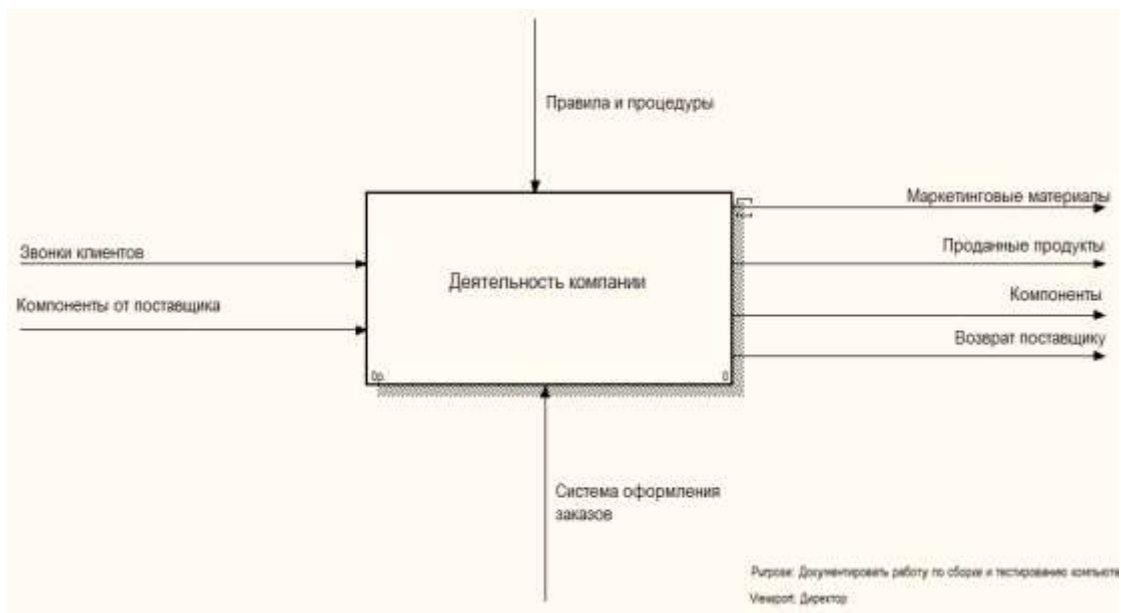 Правила и процедуры
Маркетинговые материалы
Звонки клиентов
Проданные продукты
Деятельность компании
Компоненты от поставщика
Компоненты
Возврат поставщику
0р.
0
Система оформления
заказов
Purpose: Документировать работу по сборке и тестированию компьюте
Viewpoint: Директор